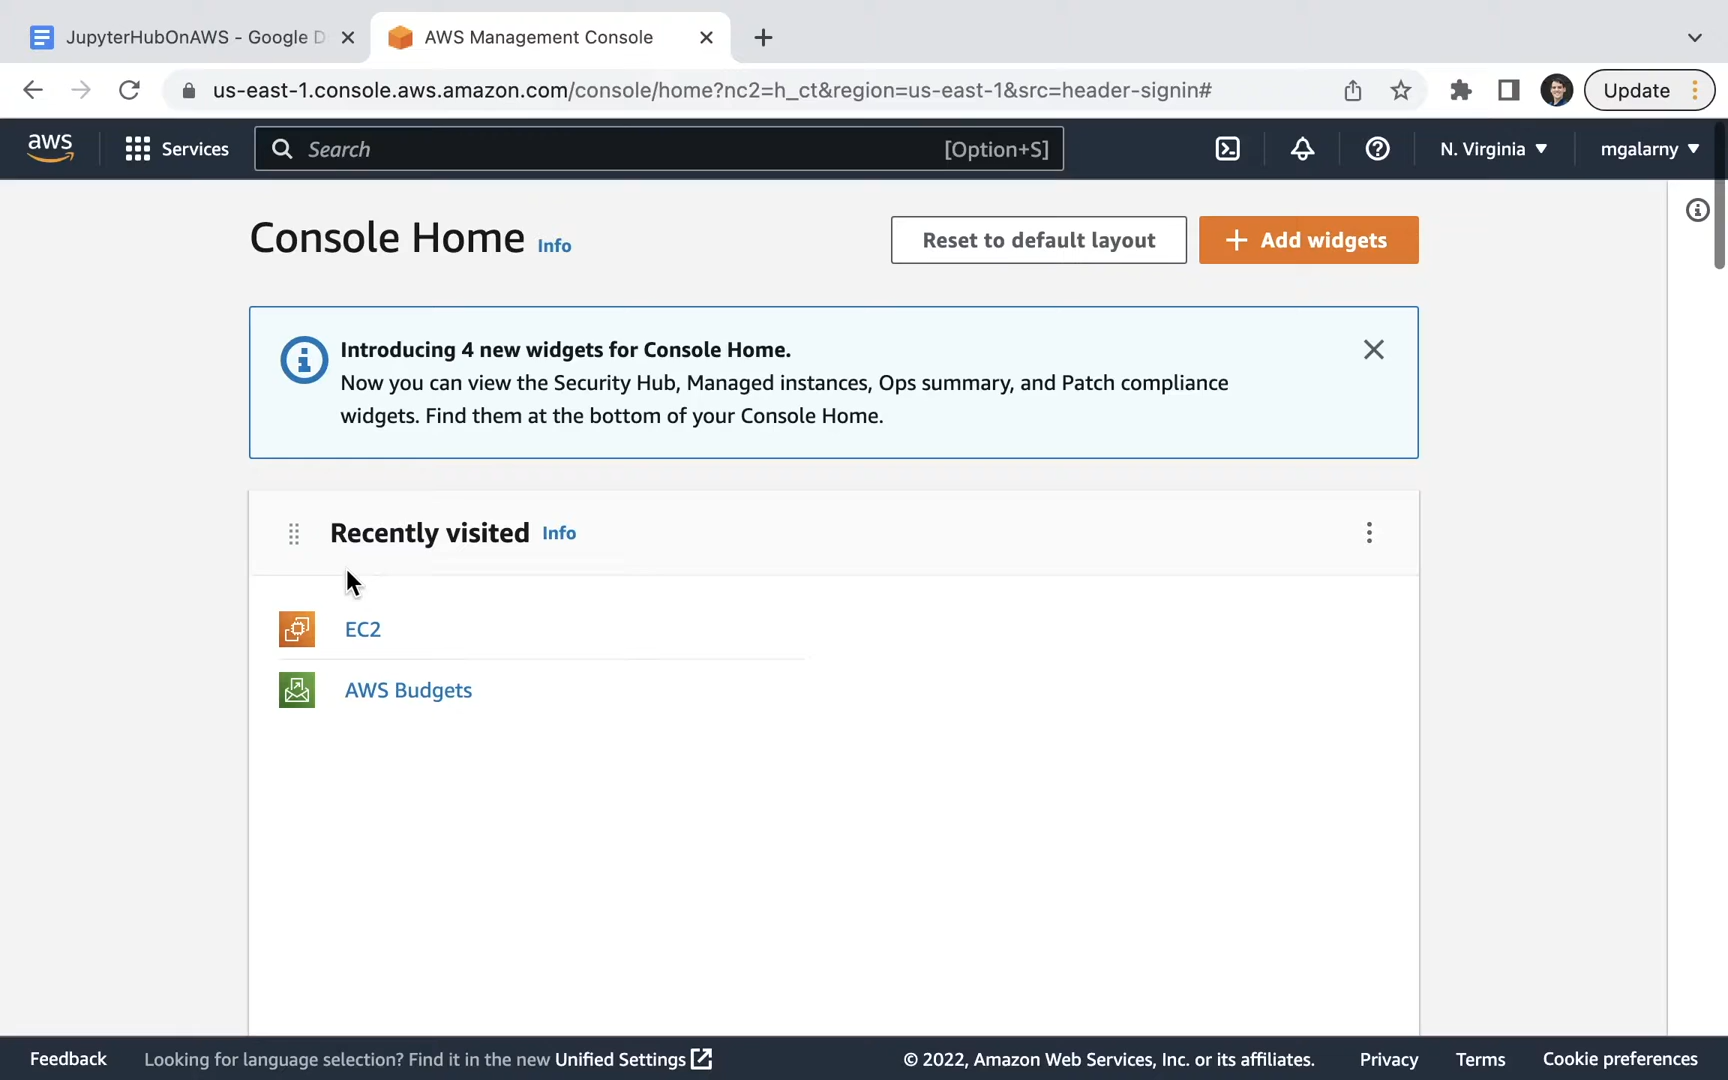 JupyterHubOnAWS - Google D
AWS Management Console
us-east-1.console.aws.amazon.com/console/home?nc2=h_ct&region=us-east-1&src=header-signin#
Update
aws
Services
Search
[Option+S]
N. Virginia
mgalarny
Console Home Info
Reset to default layout
Add widgets
Introducing 4 new widgets for Console Home.
Now you can view the Security Hub, Managed instances, Ops summary, and Patch compliance
widgets. Find them at the bottom of your Console Home.
Recently visited Info
EC2
AWS Budgets
Feedback
Looking for language selection? Find it in the new Unified Settings
© 2022, Amazon Web Services, Inc. or its affiliates.
Privacy
Terms
Cookie preferences